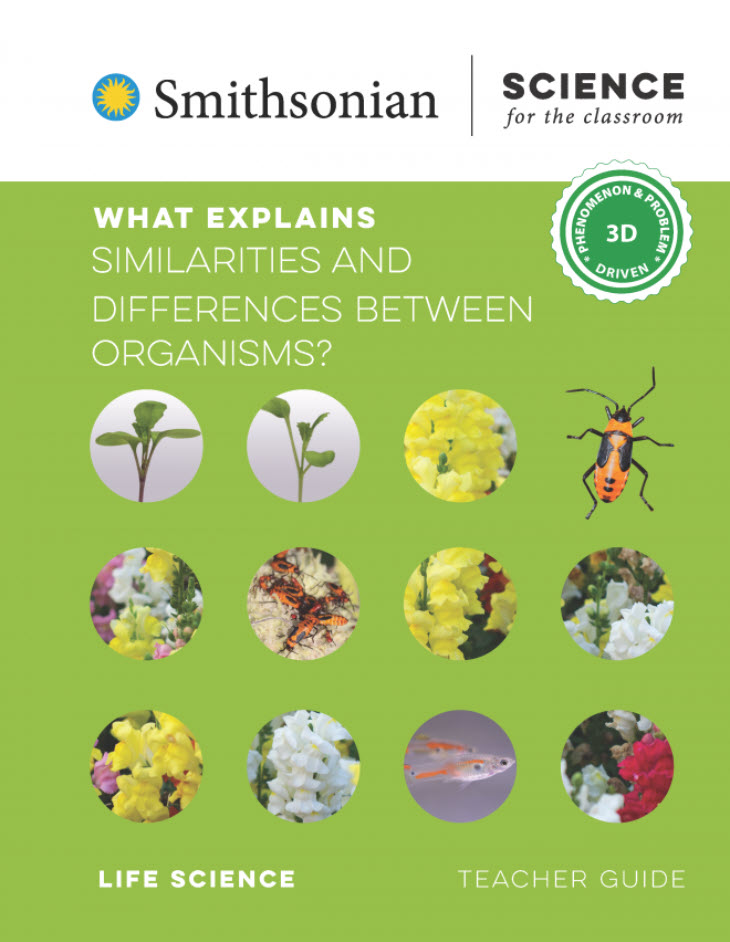 Smithsonian
SCIENCE
for the classroom
PHENOMENON & PROBLEM
3D
* DRIVEN *
WHAT EXPLAINS
SIMILARITIES AND
DIFFERENCES BETWEEN
ORGANISMS?
LIFE SCIENCE
TEACHER GUIDE